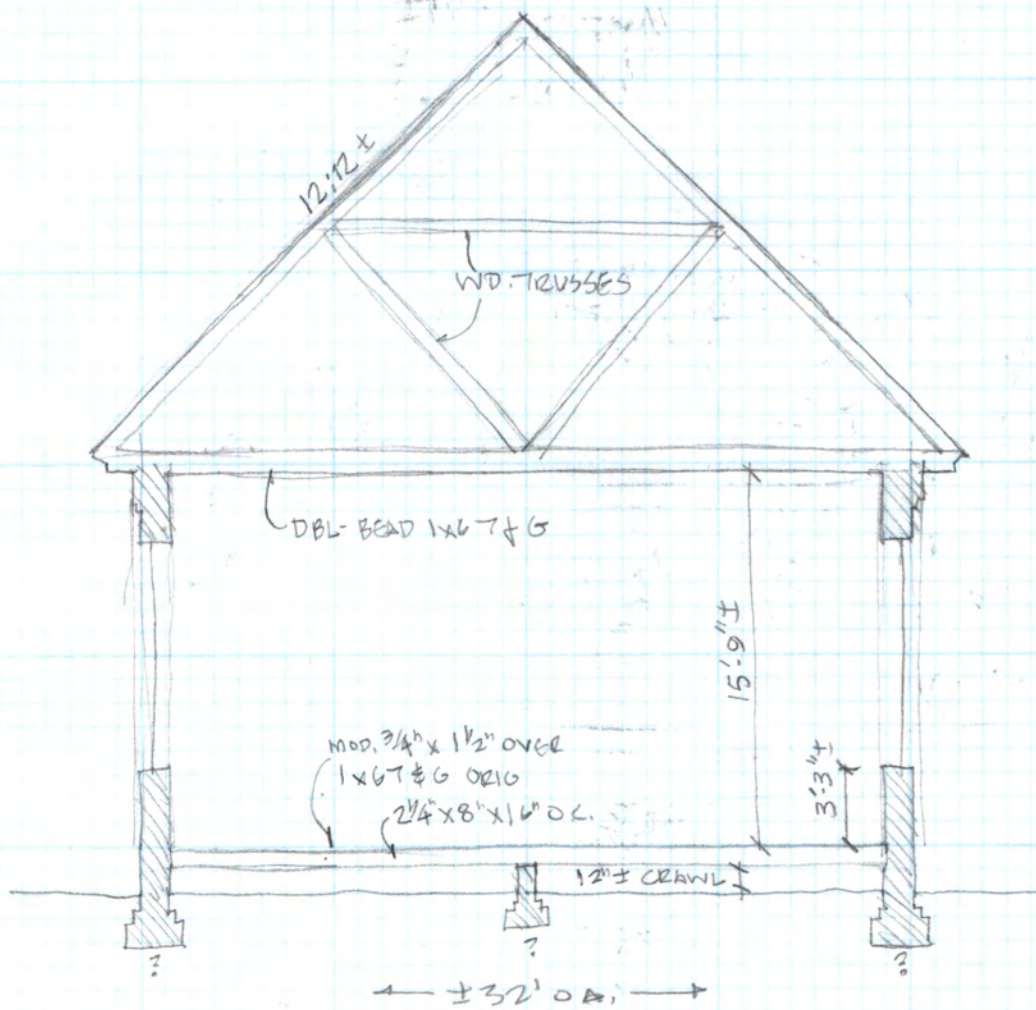 12:12 ±
WD. TRUSSES
DBL-BEAD 1x6 T & G
15'-9" ±
MOD. 3/4" x 1 1/2" OVER
1x6 T & G ORIG
2 1/4" x 8" x 16" O.C.
3'-3" ±
12" ± CRAWL
?
?
?
± 32' O.A.